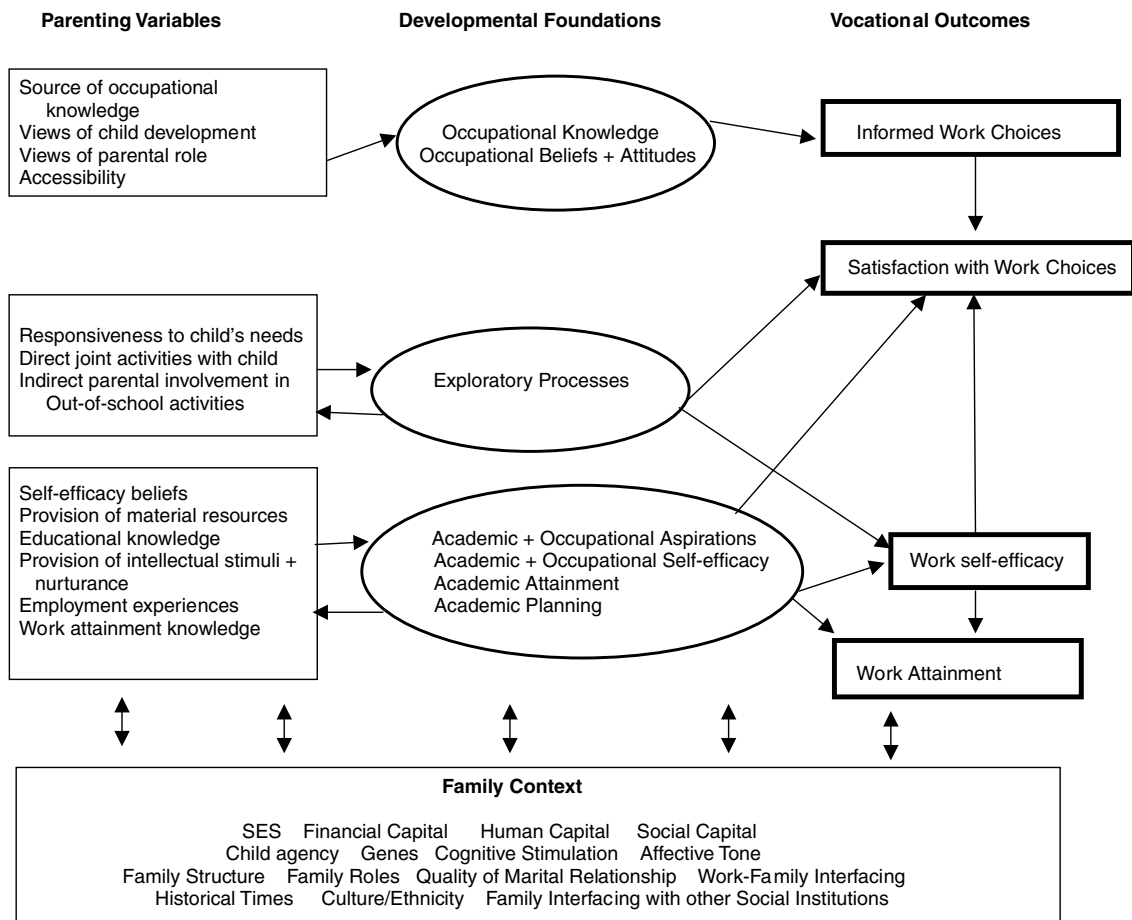 Parenting Variables
Developmental Foundations
Vocational Outcomes
Source of occupational
knowledge
Views of child development
Views of parental role
Accessibility
Occupational Knowledge
Occupational Beliefs + Attitudes
Informed Work Choices
Satisfaction with Work Choices
Responsiveness to child's needs
Direct joint activities with child
Indirect parental involvement in
Out-of-school activities
Exploratory Processes
Self-efficacy beliefs
Provision of material resources
Educational knowledge
Provision of intellectual stimuli +
nurturance
Employment experiences
Work attainment knowledge
Academic + Occupational Aspirations
Academic + Occupational Self-efficacy
Academic Attainment
Academic Planning
Work self-efficacy
Work Attainment
Family Context
SES Financial Capital Human Capital Social Capital
Child agency Genes Cognitive Stimulation Affective Tone
Family Structure Family Roles Quality of Marital Relationship Work-Family Interfacing
Historical Times Culture/Ethnicity Family Interfacing with other Social Institutions